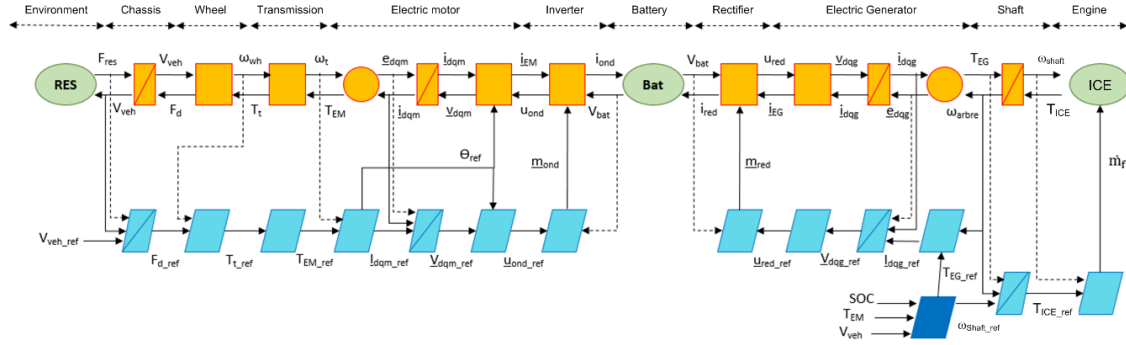 Environment Chassis Wheel Transmission Electric motor Inverter Battery Rectifier Electric Generator Shaft Engine
F_res V_veh ω_wh ω_t e_dqm i_dqm i_EM i_ond V_bat u_red v_dqg i_dqg T_EG ω_shaft
RES Bat ICE
V_veh F_d T_t T_EM i_dqm v_dqm u_ond V_bat i_red i_EG i_dqg e_dqg ω_arbre T_ICE
ϴ_ref m_ond m_red ṁ_f
V_veh_ref
F_d_ref T_t_ref T_EM_ref I_dqm_ref V_dqm_ref u_ond_ref u_red_ref V_dqg_ref I_dqg_ref
T_EG_ref
SOC
T_EM
V_veh
ω_Shaft_ref
T_ICE_ref